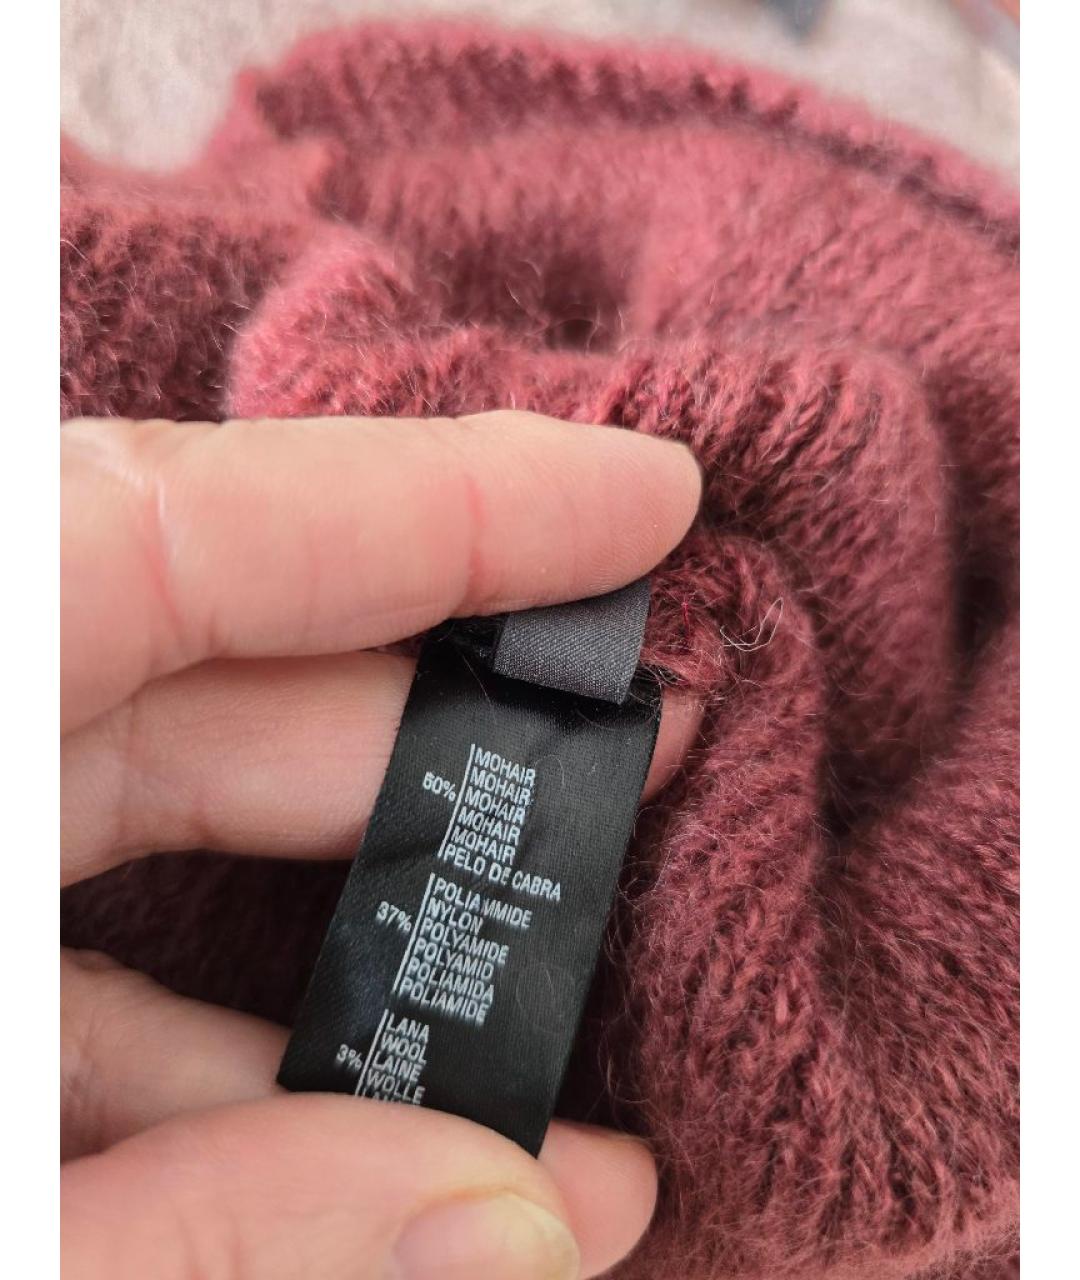 60%
MOHAIR
MOHAIR
MOHAIR
MOHAIR
MOHAIR
PELO DE CABRA
37%
POLIAMMIDE
NYLON
POLYAMIDE
POLYAMID
POLIAMIDA
POLIAMIDE
3%
LANA
WOOL
LAINE
WOLLE